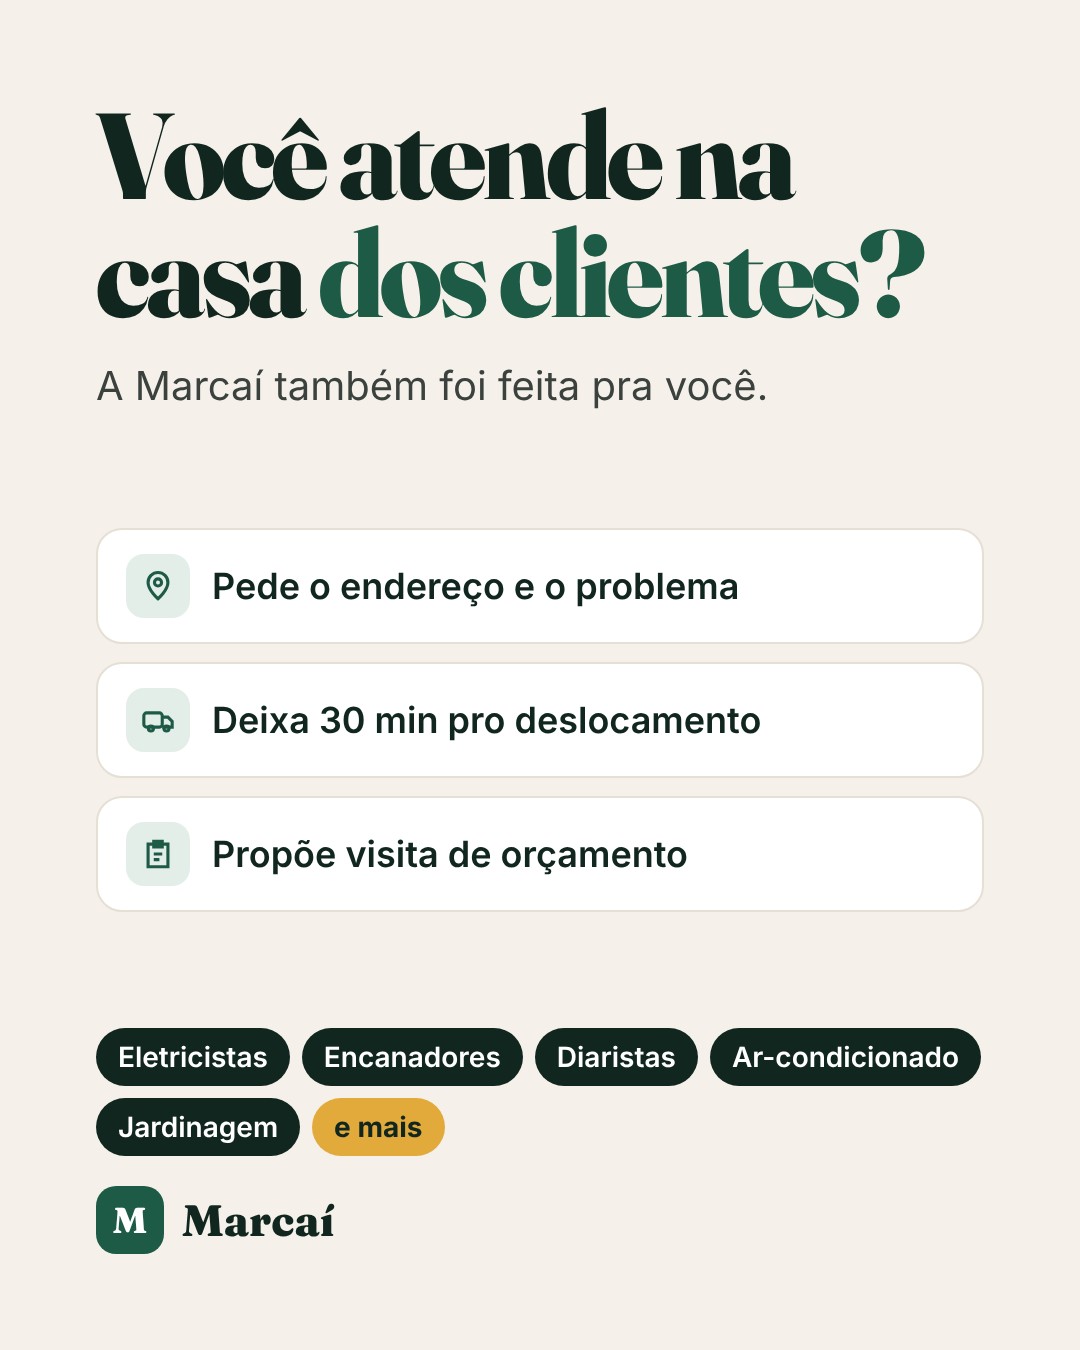 Você atende na
casa dos clientes?
A Marcaí também foi feita pra você.
Pede o endereço e o problema
Deixa 30 min pro deslocamento
Propõe visita de orçamento
Eletricistas Encanadores Diaristas Ar-condicionado
Jardinagem e mais
M Marcaí